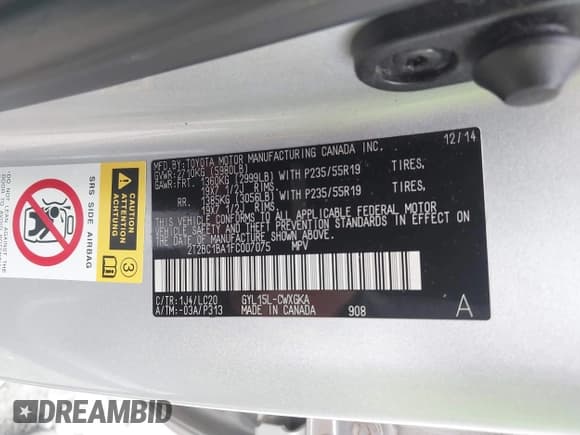 MFD.BY: TOYOTA MOTOR MANUFACTURING CANADA INC. 12/14
GVWR: 2710KG (5980LB)
GAWR: FRT. 1360KG (2999LB) WITH P235/55R19 TIRES,
19X7 1/2J RIMS.
RR. 1385KG (3056LB) WITH P235/55R19 TIRES,
19X7 1/2J RIMS.
THIS VEHICLE CONFORMS TO ALL APPLICABLE FEDERAL MOTOR
VEHICLE SAFETY AND THEFT PREVENTION STANDARDS IN EFFECT ON
THE DATE OF MANUFACTURE SHOWN ABOVE.
2T2BC1BA1FC007075 MPV
C/TR: 1J4/LC20 GYL15L-CWXGKA A
A/TM:-03A/P313 MADE IN CANADA 908
SRS SIDE AIRBAG
CAUTION
ATTENTION
ACHTUNG
3
DREAMBID